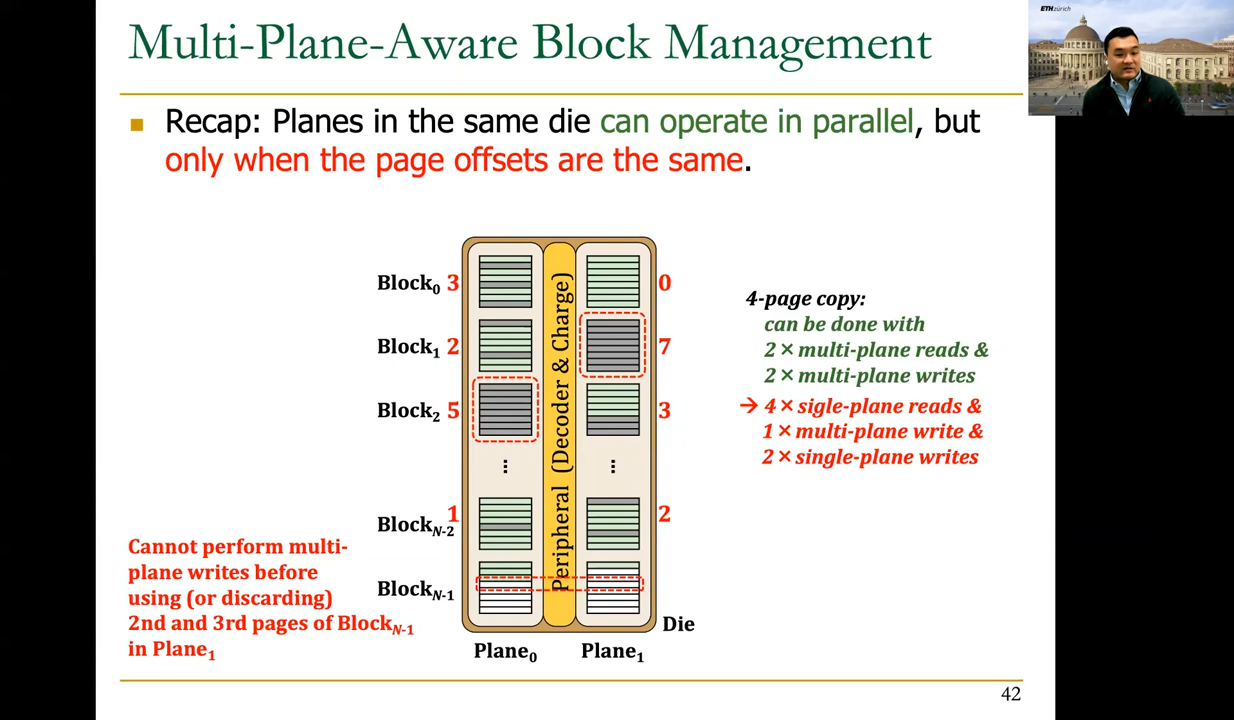 Multi-Plane-Aware Block Management
ETHzürich
■ Recap: Planes in the same die can operate in parallel, but
only when the page offsets are the same.
Block0 3 0
Block1 2 7
Block2 5 3
... ...
BlockN-2 1 2
BlockN-1
Peripheral (Decoder & Charge)
Die
Plane0 Plane1
4-page copy:
can be done with
2 × multi-plane reads &
2 × multi-plane writes
→ 4 × sigle-plane reads &
1 × multi-plane write &
2 × single-plane writes
Cannot perform multi-
plane writes before
using (or discarding)
2nd and 3rd pages of BlockN-1
in Plane1
42